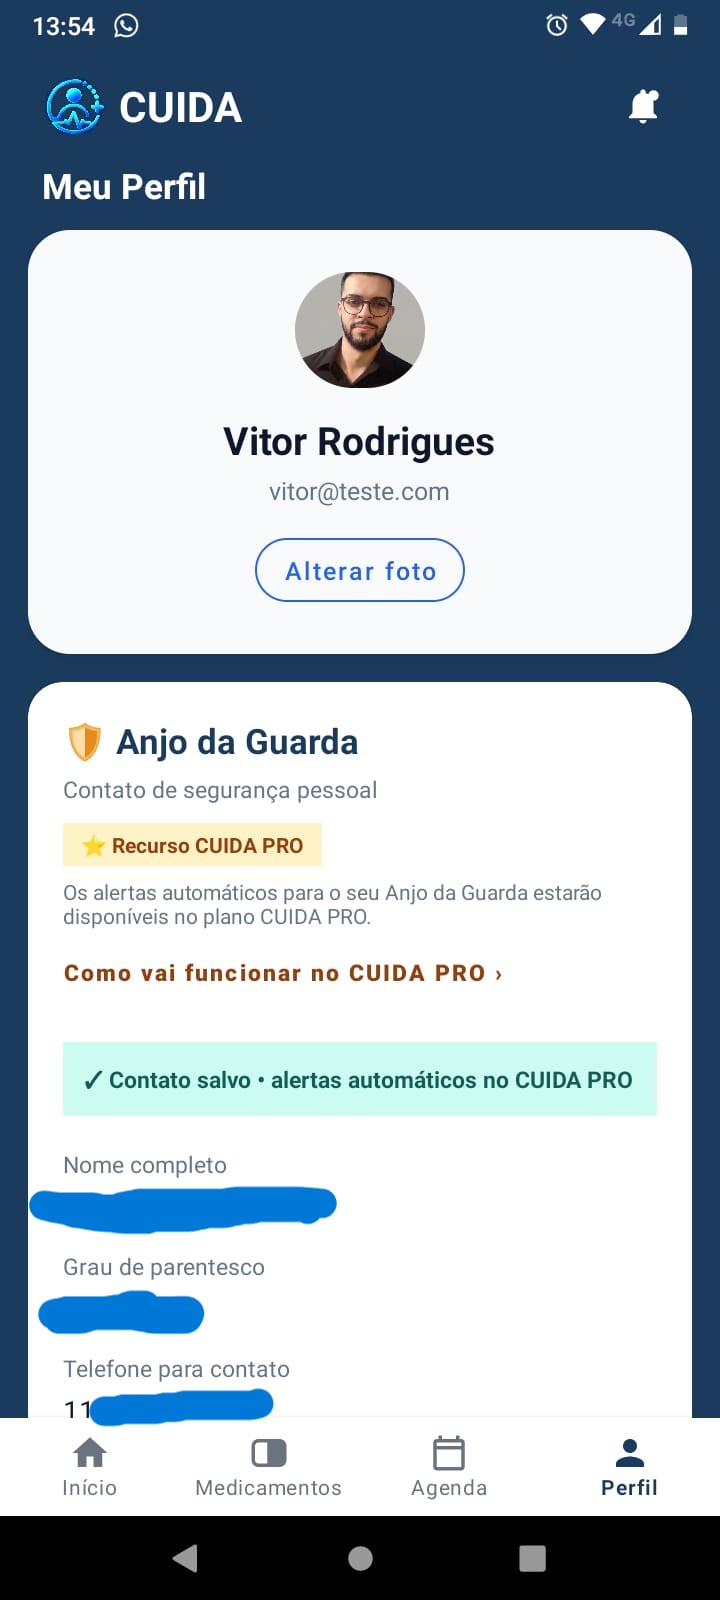 13:54
4G
CUIDA
Meu Perfil
Vitor Rodrigues
vitor@teste.com
Alterar foto
Anjo da Guarda
Contato de segurança pessoal
⭐ Recurso CUIDA PRO
Os alertas automáticos para o seu Anjo da Guarda estarão
disponíveis no plano CUIDA PRO.
Como vai funcionar no CUIDA PRO ›
✓ Contato salvo • alertas automáticos no CUIDA PRO
Nome completo
Grau de parentesco
Telefone para contato
11
Início
Medicamentos
Agenda
Perfil